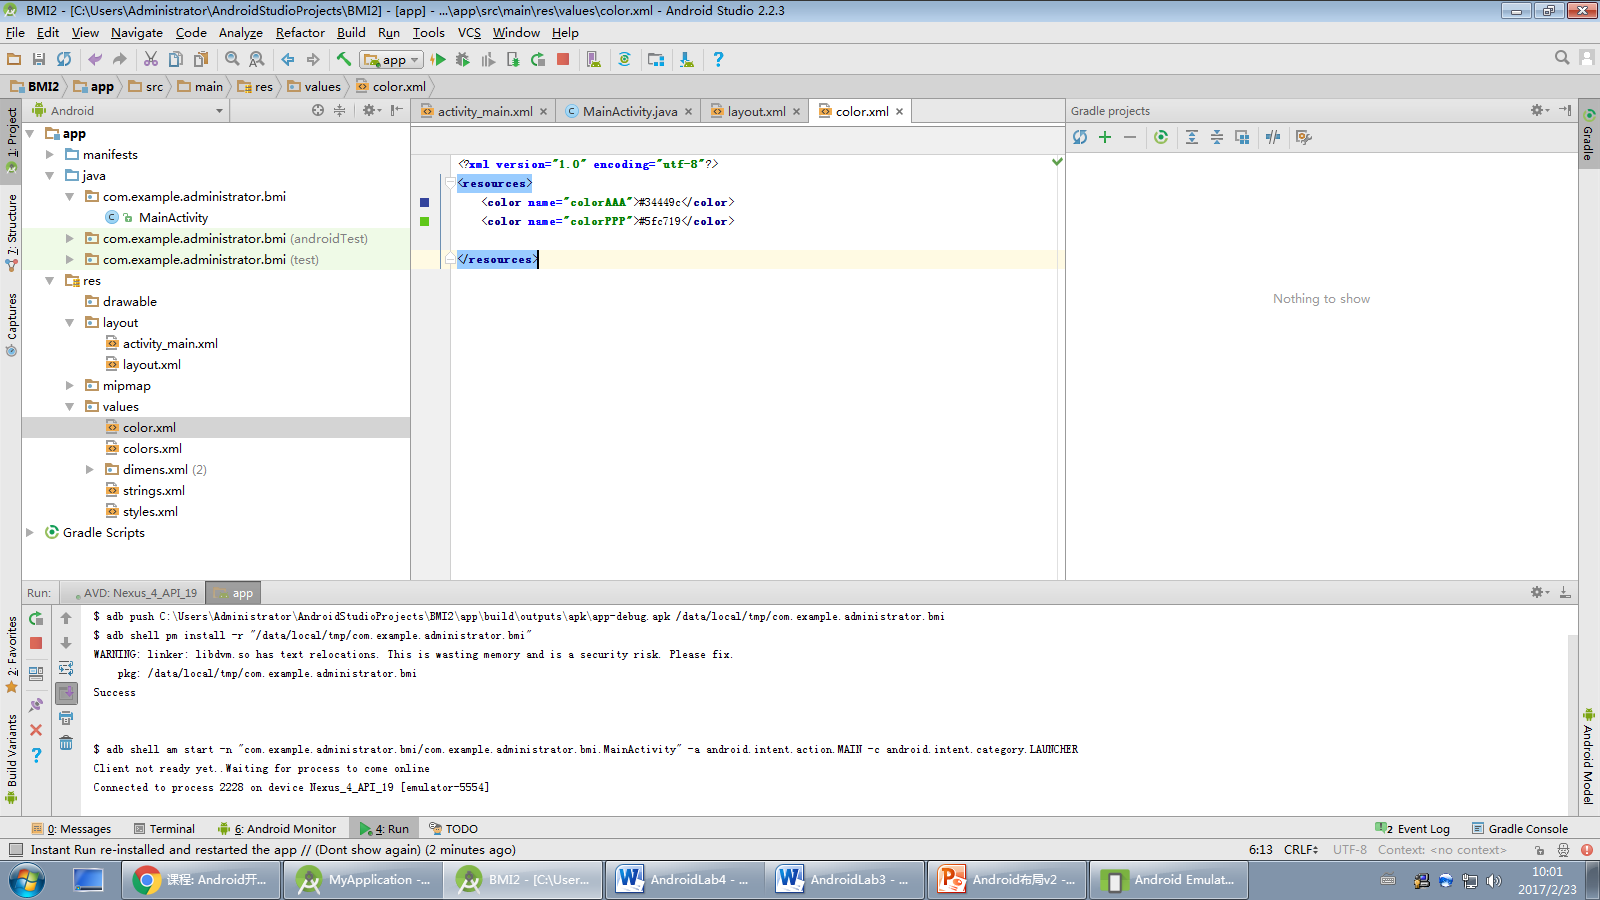 BMI2 - [C:\Users\Administrator\AndroidStudioProjects\BMI2] - [app] - ...\app\src\main\res\values\color.xml - Android Studio 2.2.3
File Edit View Navigate Code Analyze Refactor Build Run Tools VCS Window Help
app
BMI2 app src main res values color.xml
Android
activity_main.xml MainActivity.java layout.xml color.xml
Gradle projects
1: Project
7: Structure
Captures
2: Favorites
Build Variants
app
manifests
java
com.example.administrator.bmi
MainActivity
com.example.administrator.bmi (androidTest)
com.example.administrator.bmi (test)
res
drawable
layout
activity_main.xml
layout.xml
mipmap
values
color.xml
colors.xml
dimens.xml (2)
strings.xml
styles.xml
Gradle Scripts
<?xml version="1.0" encoding="utf-8"?>
<resources>
<color name="colorAAA">#34449c</color>
<color name="colorPPP">#5fc719</color>
</resources>
Nothing to show
Gradle
Android Model
Run: AVD: Nexus_4_API_19 app
$ adb push C:\Users\Administrator\AndroidStudioProjects\BMI2\app\build\outputs\apk\app-debug.apk /data/local/tmp/com.example.administrator.bmi
$ adb shell pm install -r "/data/local/tmp/com.example.administrator.bmi"
WARNING: linker: libdvm.so has text relocations. This is wasting memory and is a security risk. Please fix.
pkg: /data/local/tmp/com.example.administrator.bmi
Success
$ adb shell am start -n "com.example.administrator.bmi/com.example.administrator.bmi.MainActivity" -a android.intent.action.MAIN -c android.intent.category.LAUNCHER
Client not ready yet..Waiting for process to come online
Connected to process 2228 on device Nexus_4_API_19 [emulator-5554]
0: Messages Terminal 6: Android Monitor 4: Run TODO 2 Event Log Gradle Console
Instant Run re-installed and restarted the app // (Dont show again) (2 minutes ago) 6:13 CRLF UTF-8 Context: <no context>
课程: Android开... MyApplication -... BMI2 - [C:\User... AndroidLab4 - ... AndroidLab3 - ... Android布局v2 -... Android Emulat... 10:01
2017/2/23